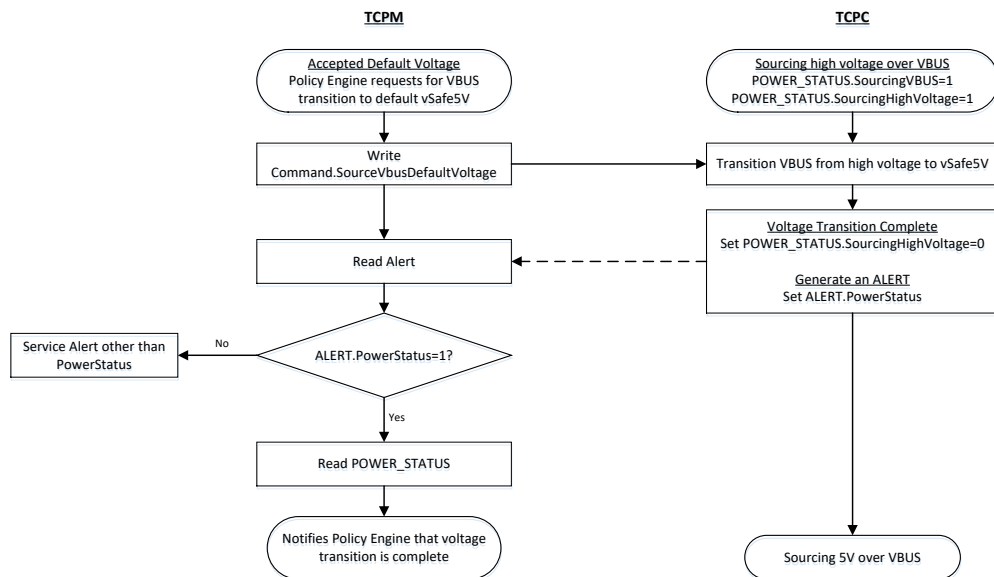 TCPM
TCPC
Accepted Default Voltage
Policy Engine requests for VBUS
transition to default vSafe5V
Sourcing high voltage over VBUS
POWER_STATUS.SourcingVBUS=1
POWER_STATUS.SourcingHighVoltage=1
Write
Command.SourceVbusDefaultVoltage
Transition VBUS from high voltage to vSafe5V
Voltage Transition Complete
Set POWER_STATUS.SourcingHighVoltage=0
Generate an ALERT
Set ALERT.PowerStatus
Read Alert
ALERT.PowerStatus=1?
No
Service Alert other than
PowerStatus
Yes
Read POWER_STATUS
Notifies Policy Engine that voltage
transition is complete
Sourcing 5V over VBUS